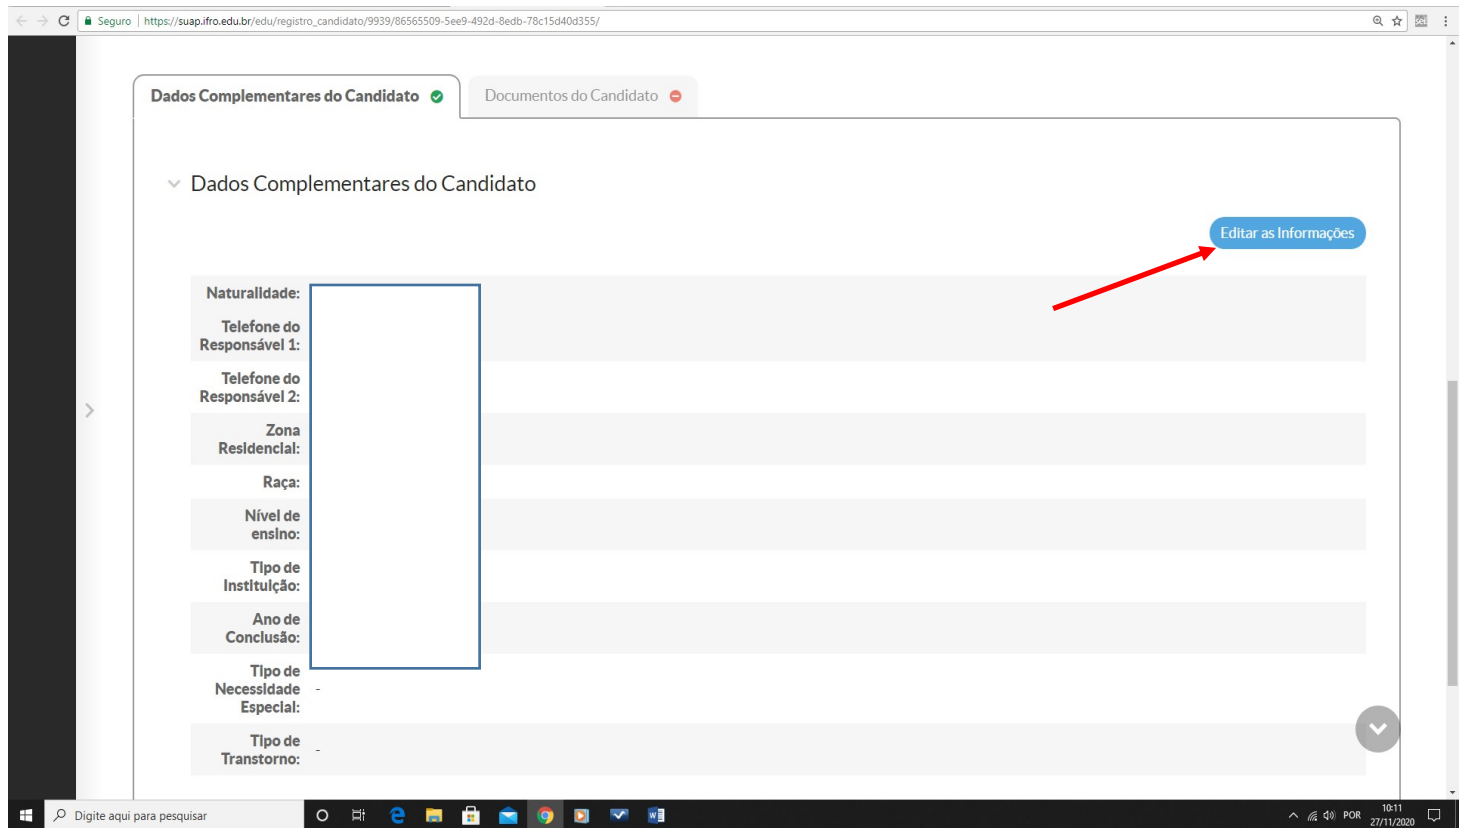 Seguro | https://suap.ifro.edu.br/edu/registro_candidato/9939/86565509-5ee9-492d-8edb-78c15d40d355/
Dados Complementares do Candidato
Documentos do Candidato
Dados Complementares do Candidato
Editar as Informações
Naturalidade:
Telefone do
Responsável 1:
Telefone do
Responsável 2:
Zona
Residencial:
Raça:
Nível de
ensino:
Tipo de
Instituição:
Ano de
Conclusão:
Tipo de
Necessidade -
Especial:
Tipo de
Transtorno: -
Digite aqui para pesquisar
POR
10:11
27/11/2020